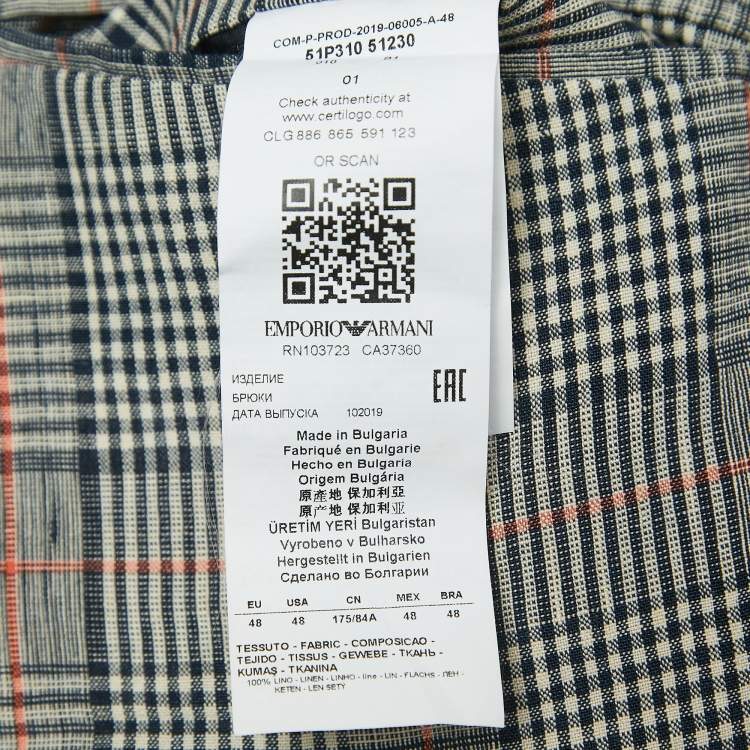 COM-P-PROD-2019-06005-A-48
51P310 51230
01
Check authenticity at
www.certilogo.com
CLG 886 865 591 123
OR SCAN
EMPORIO ARMANI
RN103723 CA37360
ИЗДЕЛИЕ
БРЮКИ
ДАТА ВЫПУСКА 102019
EAC
Made in Bulgaria
Fabriqué en Bulgarie
Hecho en Bulgaria
Origem Bulgária
原產地 保加利亞
原产地 保加利亚
ÜRETİM YERİ Bulgaristan
Vyrobeno v Bulharsko
Hergestellt in Bulgarien
Сделано во Болгарии
EU USA CN MEX BRA
48 48 175/84A 48 48
TESSUTO - FABRIC - COMPOSICAO -
TEJIDO - TISSUS - GEWEBE - ТКАНЬ -
KUMAŞ - TKANINA
100% LINO - LINEN - LINHO - line - LIN - FLACHS - ЛЕН -
KETEN - LEN SETY